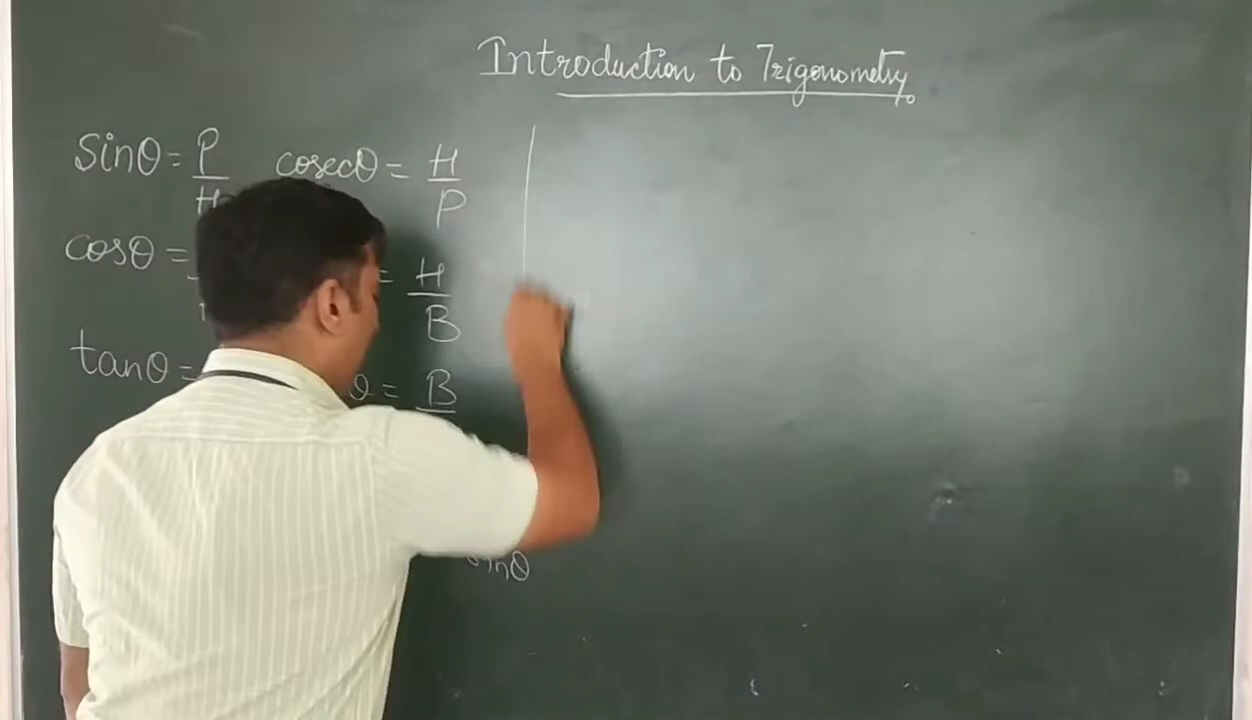 Introduction to Trigonometry
sinθ = P/H cosecθ = H/P
cosθ = = H/B
tanθ = θ = B
sinθ